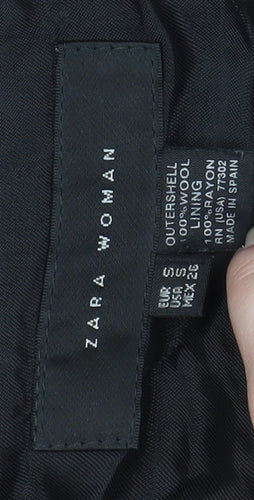 ZARA WOMAN
OUTERSHELL
100%WOOL
LINING
100%RAYON
RN (USA) 77302
MADE IN SPAIN
EUR S
USA S
MEX 26